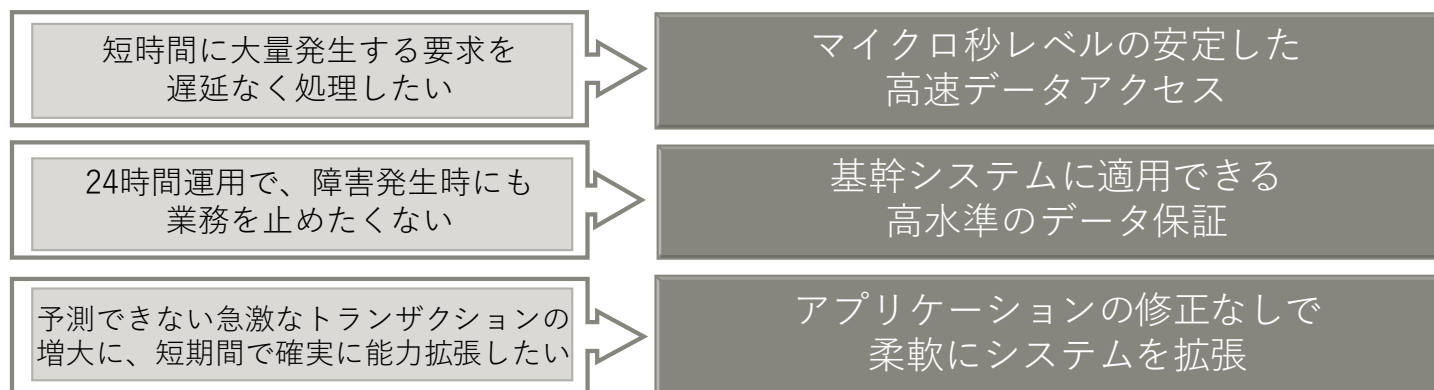 短時間に大量発生する要求を
遅延なく処理したい
マイクロ秒レベルの安定した
高速データアクセス
24時間運用で、障害発生時にも
業務を止めたくない
基幹システムに適用できる
高水準のデータ保証
予測できない急激なトランザクションの
増大に、短期間で確実に能力拡張したい
アプリケーションの修正なしで
柔軟にシステムを拡張